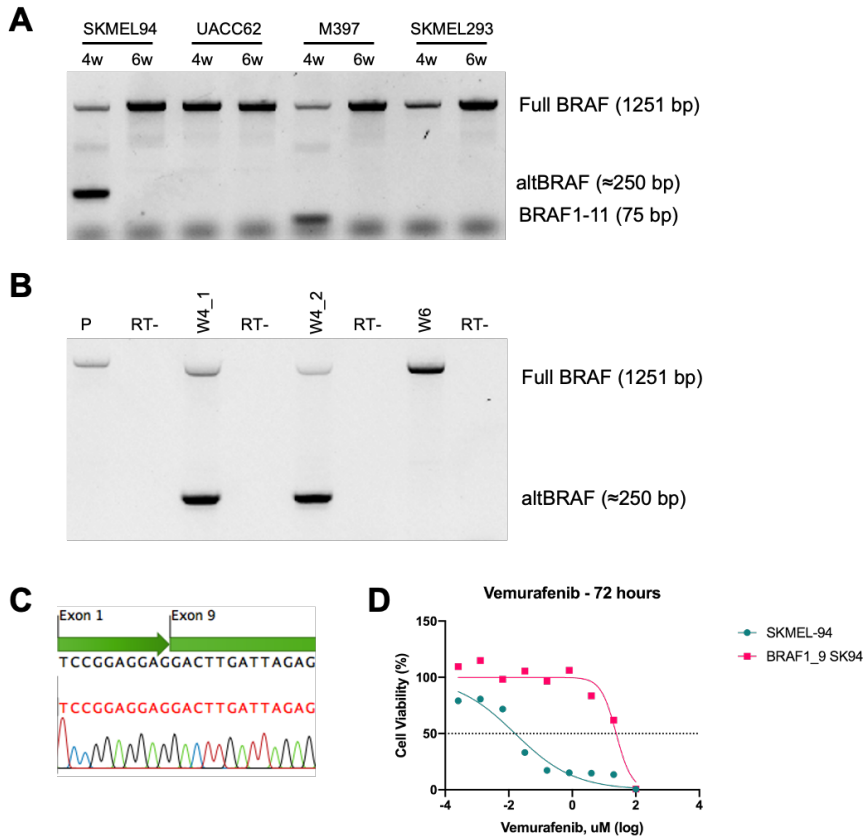 A
SKMEL94 UACC62 M397 SKMEL293
4w 6w 4w 6w 4w 6w 4w 6w
Full BRAF (1251 bp)
altBRAF (≈250 bp)
BRAF1-11 (75 bp)
B
P RT- W4_1 RT- W4_2 RT- W6 RT-
Full BRAF (1251 bp)
altBRAF (≈250 bp)
C
Exon 1 Exon 9
TCCGGAGGAGGACTTGATTAGAG
TCCGGAGGAGGACTTGATTAGAG
D
Vemurafenib - 72 hours
Cell Viability (%)
150
100
50
0
-4 -2 0 2 4
Vemurafenib, uM (log)
SKMEL-94
BRAF1_9 SK94